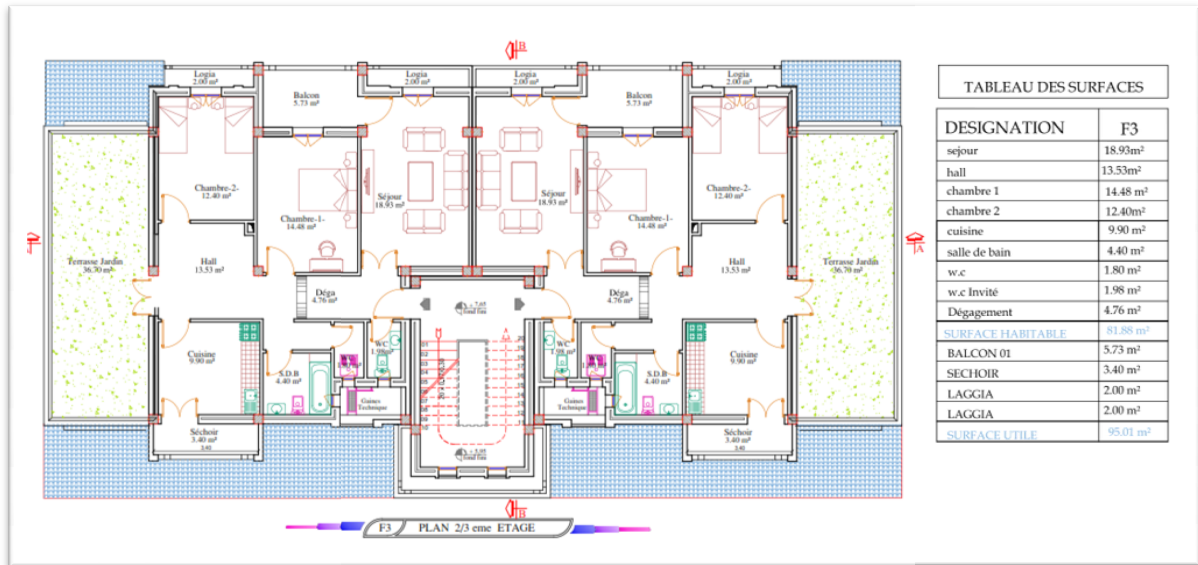 B
Logia
2.00 m²
Balcon
5.73 m²
Logia
2.00 m²
Logia
2.00 m²
Balcon
5.73 m²
Logia
2.00 m²
Chambre-2-
12.40 m²
Chambre-1-
14.48 m²
Séjour
18.93 m²
Séjour
18.93 m²
Chambre-1-
14.48 m²
Chambre-2-
12.40 m²
Terrasse Jardin
36.70 m²
Hall
13.53 m²
Hall
13.53 m²
Terrasse Jardin
36.70 m²
A
Déga
4.76 m²
+ 7.65
Déga
4.76 m²
Cuisine
9.90 m²
S.D.B
4.40 m²
WC
1.98m²
WC
1.98 m²
S.D.B
4.40 m²
Cuisine
9.90 m²
Gaines
Technique
Gaines
Technique
Séchoir
3.40 m²
Séchoir
3.40 m²
B
F3 PLAN 2/3 eme ETAGE
TABLEAU DES SURFACES
DESIGNATION F3
sejour 18.93m²
hall 13.53m²
chambre 1 14.48 m²
chambre 2 12.40m²
cuisine 9.90 m²
salle de bain 4.40 m²
w.c 1.80 m²
w.c Invité 1.98 m²
Dégagement 4.76 m²
SURFACE HABITABLE 81.88 m²
BALCON 01 5.73 m²
SECHOIR 3.40 m²
LAGGIA 2.00 m²
LAGGIA 2.00 m²
SURFACE UTILE 95.01 m²